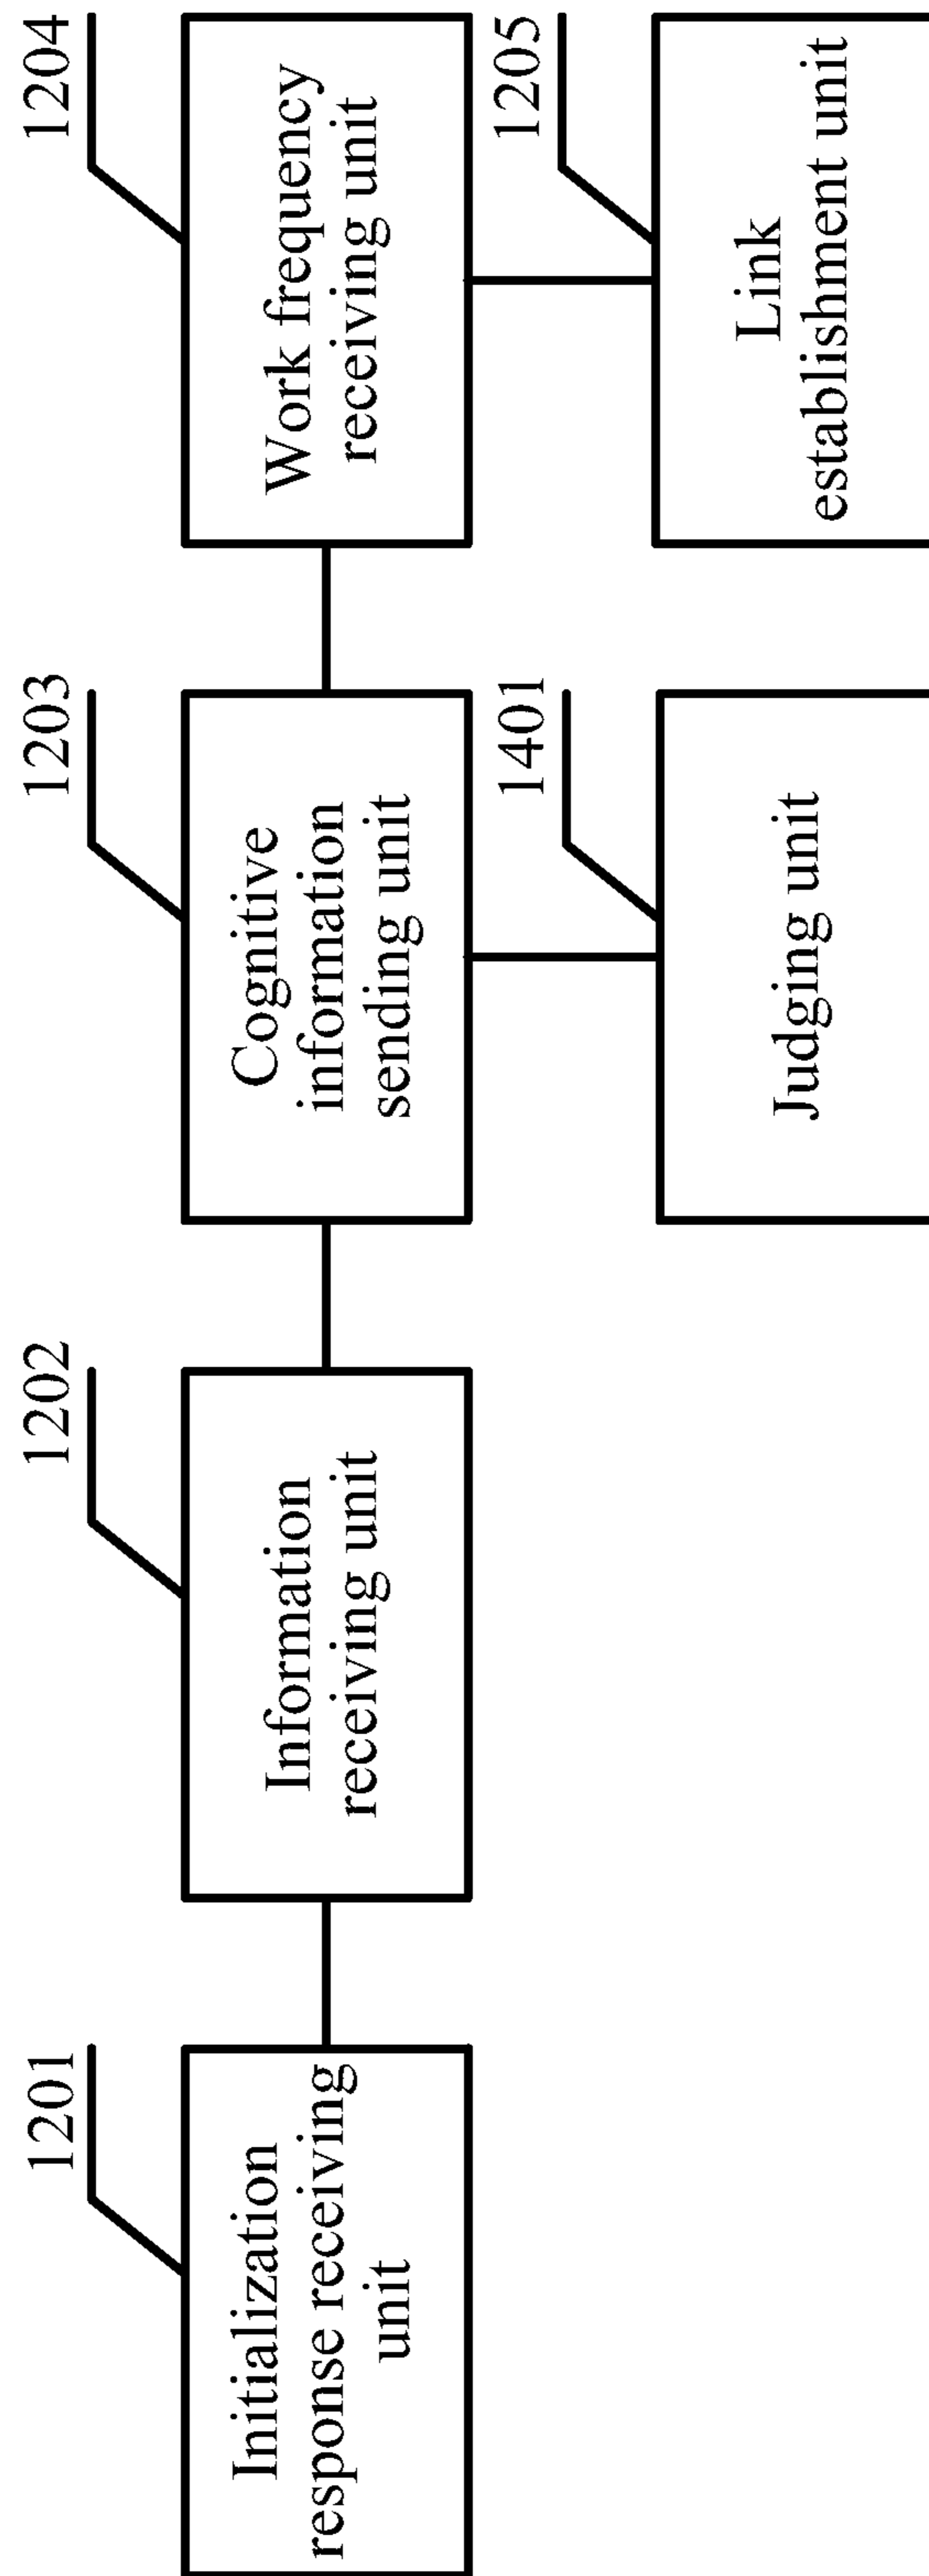 1201
Initialization
response receiving
unit
1202
Information
receiving unit
1203
Cognitive
information
sending unit
1204
Work frequency
receiving unit
1401
Judging unit
1205
Link
establishment unit